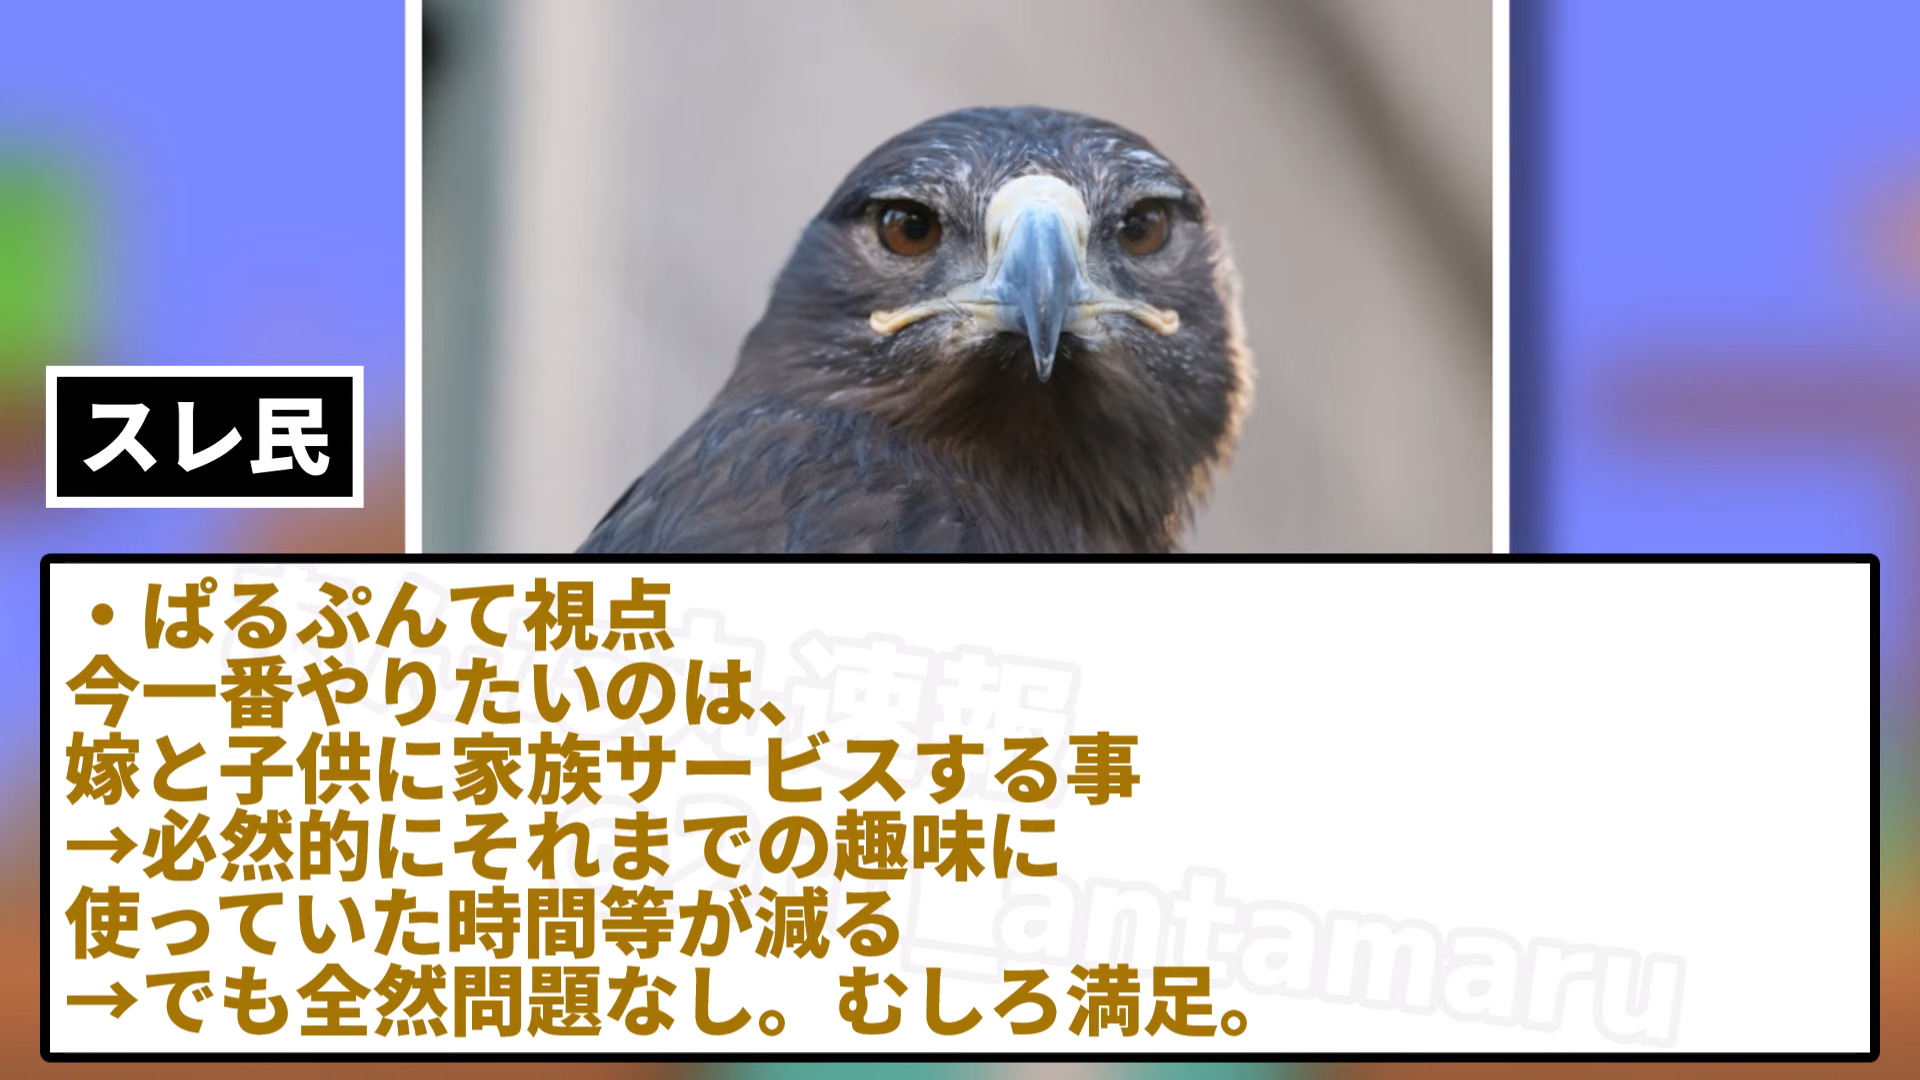 スレ民
・ぱるぷんて視点
今一番やりたいのは、
嫁と子供に家族サービスする事
→必然的にそれまでの趣味に
使っていた時間等が減る
→でも全然問題なし。むしろ満足。